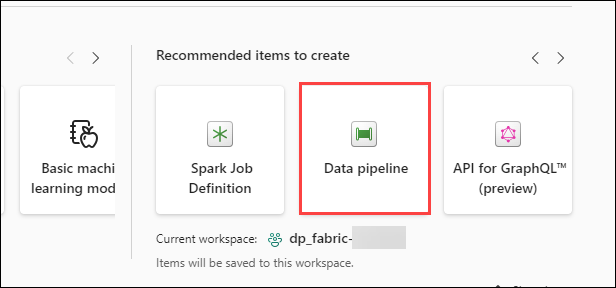 Recommended items to create
Basic machi
learning mod...
Spark Job
Definition
Data pipeline
API for GraphQL™
(preview)
Current workspace: dp_fabric-
Items will be saved to this workspace.